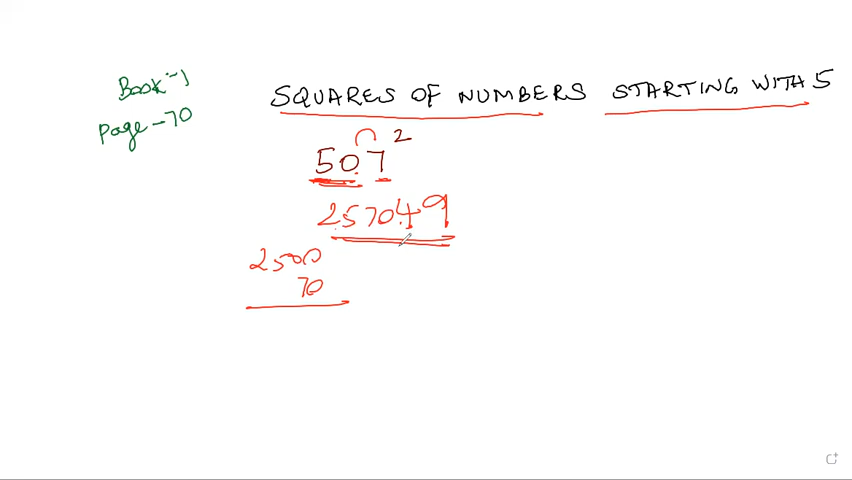 Book-1
Page-70
SQUARES OF NUMBERS STARTING WITH 5
507²
257049
2500
70